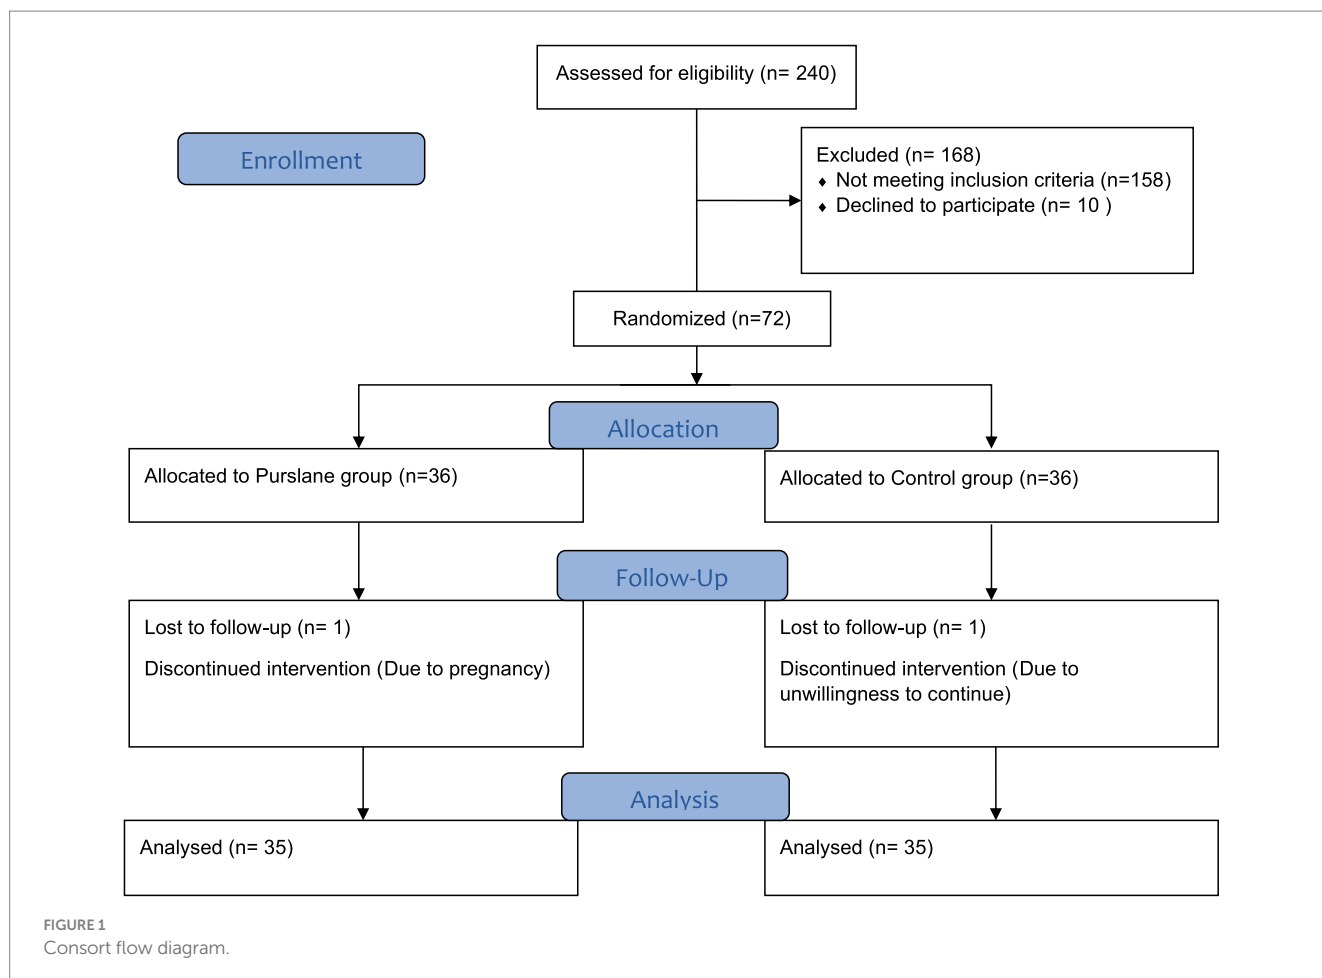 Assessed for eligibility (n= 240)
Enrollment
Excluded (n= 168)
♦ Not meeting inclusion criteria (n=158)
♦ Declined to participate (n= 10 )
Randomized (n=72)
Allocation
Allocated to Purslane group (n=36)
Allocated to Control group (n=36)
Follow-Up
Lost to follow-up (n= 1)
Discontinued intervention (Due to pregnancy)
Lost to follow-up (n= 1)
Discontinued intervention (Due to
unwillingness to continue)
Analysis
Analysed (n= 35)
Analysed (n= 35)
FIGURE 1
Consort flow diagram.